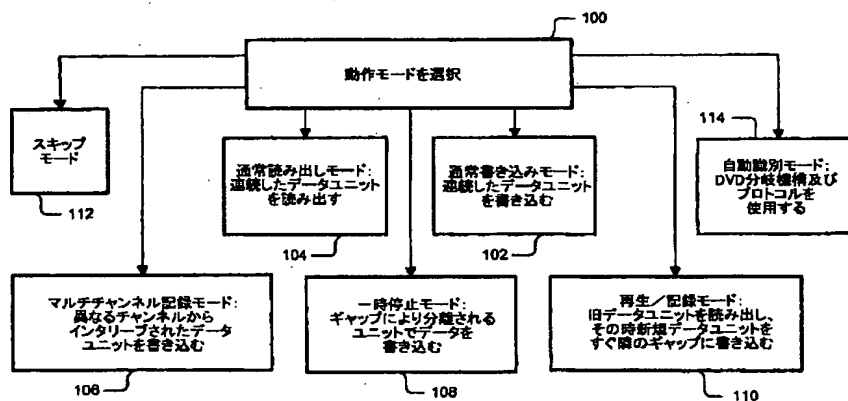 100
動作モードを選択
スキップ
モード
112
通常読み出しモード:
連続したデータユニット
を読み出す
104
通常書き込みモード:
連続したデータユニット
を書き込む
102
114
自動識別モード:
DVD分岐機構及び
プロトコルを
使用する
マルチチャンネル記録モード:
異なるチャンネルから
インタリーブされたデータ
ユニットを書き込む
106
一時停止モード:
ギャップにより分離される
ユニットでデータを
書き込む
108
再生/記録モード:
旧データユニットを読み出し、
その時新規データユニットを
すぐ隣のギャップに書き込む
110